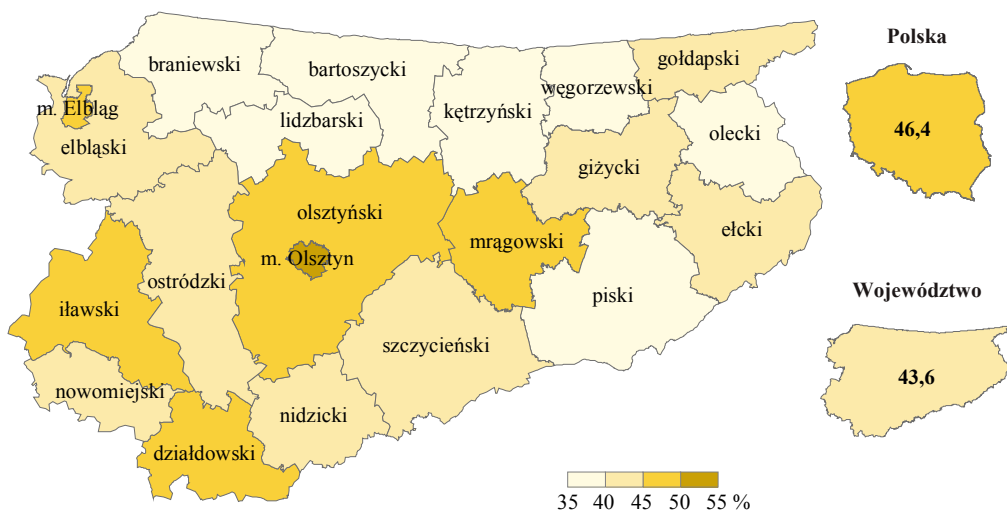 gołdapski
Polska
braniewski
bartoszycki
węgorzewski
m. Elbląg
kętrzyński
lidzbarski
olecki
46,4
elbląski
giżycki
olsztyński
ełcki
mrągowski
m. Olsztyn
ostródzki
piski
Województwo
iławski
szczycieński
43,6
nowomiejski
nidzicki
działdowski
35 40 45 50 55 %